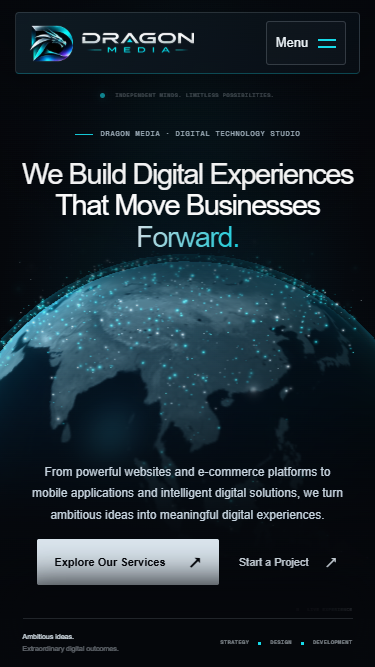 DRAGON
MEDIA
Menu
INDEPENDENT MINDS. LIMITLESS POSSIBILITIES.
DRAGON MEDIA · DIGITAL TECHNOLOGY STUDIO
We Build Digital Experiences
That Move Businesses
Forward.
From powerful websites and e-commerce platforms to
mobile applications and intelligent digital solutions, we turn
ambitious ideas into meaningful digital experiences.
Explore Our Services ↗
Start a Project ↗
Ambitious ideas.
Extraordinary digital outcomes.
STRATEGY DESIGN DEVELOPMENT